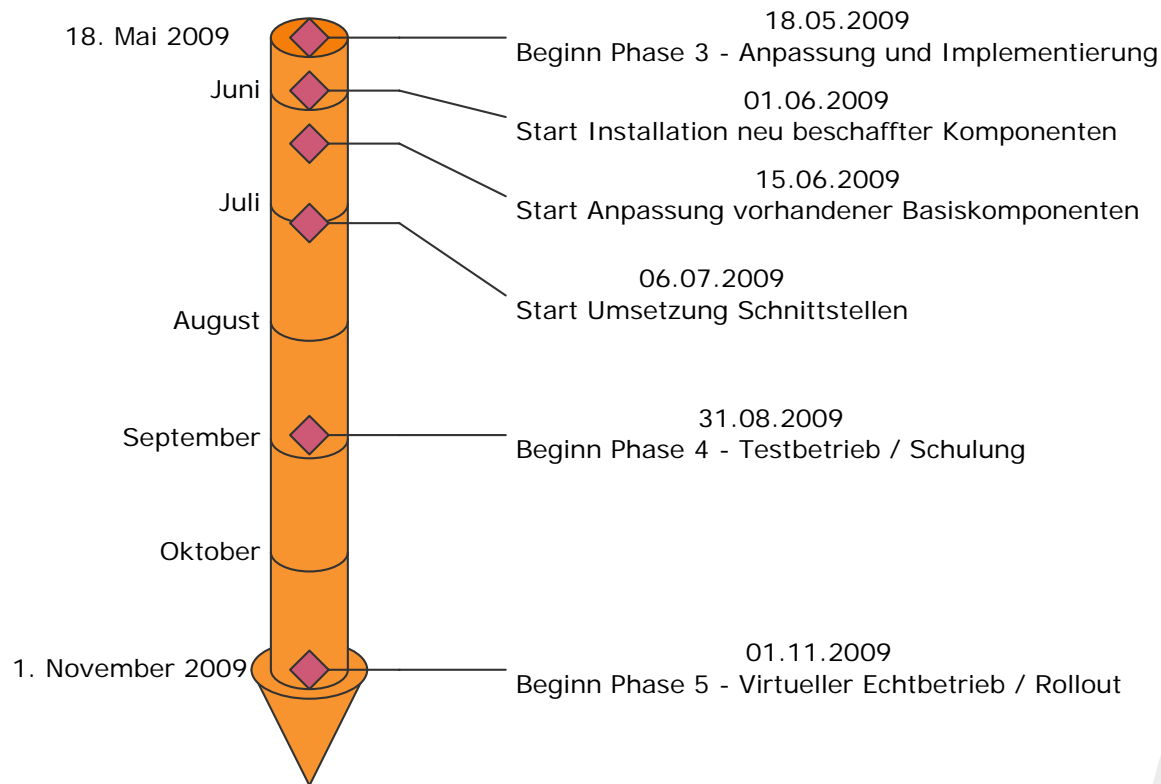 18. Mai 2009
18.05.2009
Beginn Phase 3 - Anpassung und Implementierung
Juni
01.06.2009
Start Installation neu beschaffter Komponenten
15.06.2009
Start Anpassung vorhandener Basiskomponenten
Juli
06.07.2009
Start Umsetzung Schnittstellen
August
31.08.2009
Beginn Phase 4 - Testbetrieb / Schulung
September
Oktober
1. November 2009
01.11.2009
Beginn Phase 5 - Virtueller Echtbetrieb / Rollout